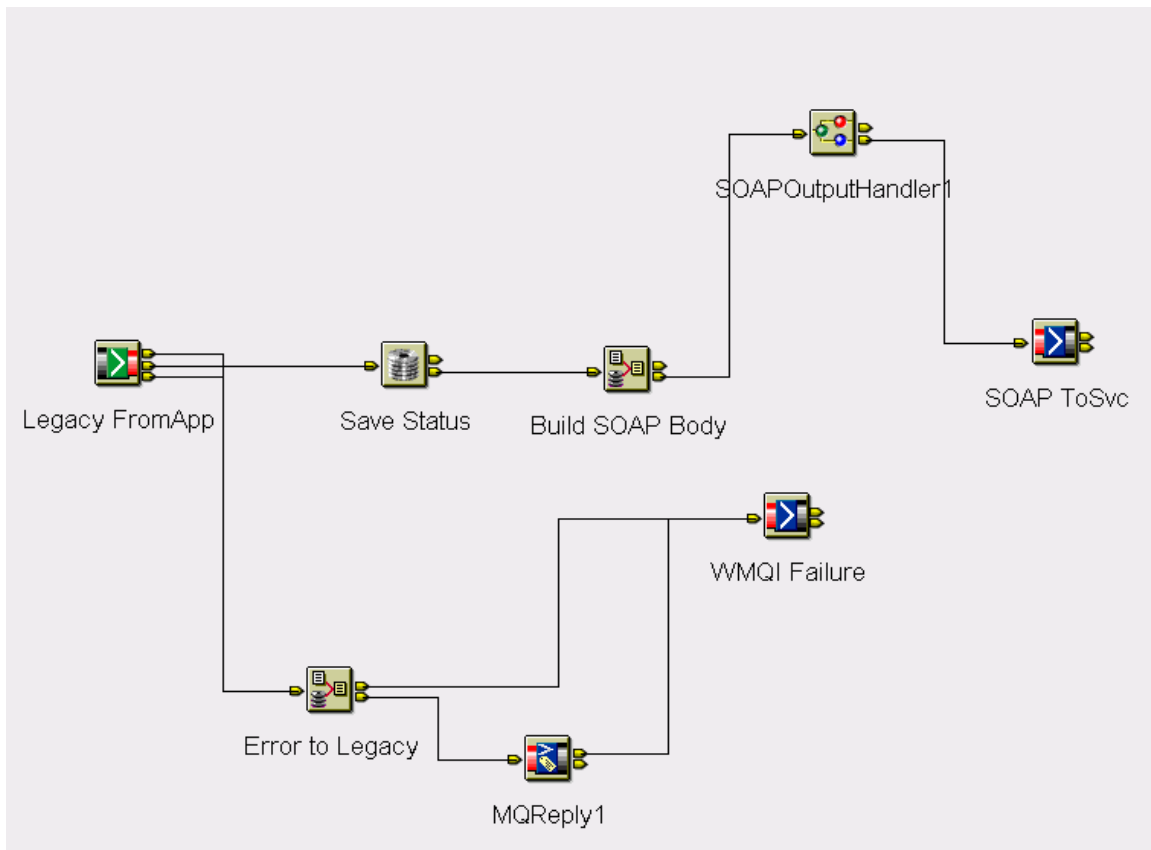 SOAPOutputHandler1
Legacy FromApp
Save Status
Build SOAP Body
SOAP ToSvc
WMQI Failure
Error to Legacy
MQReply1